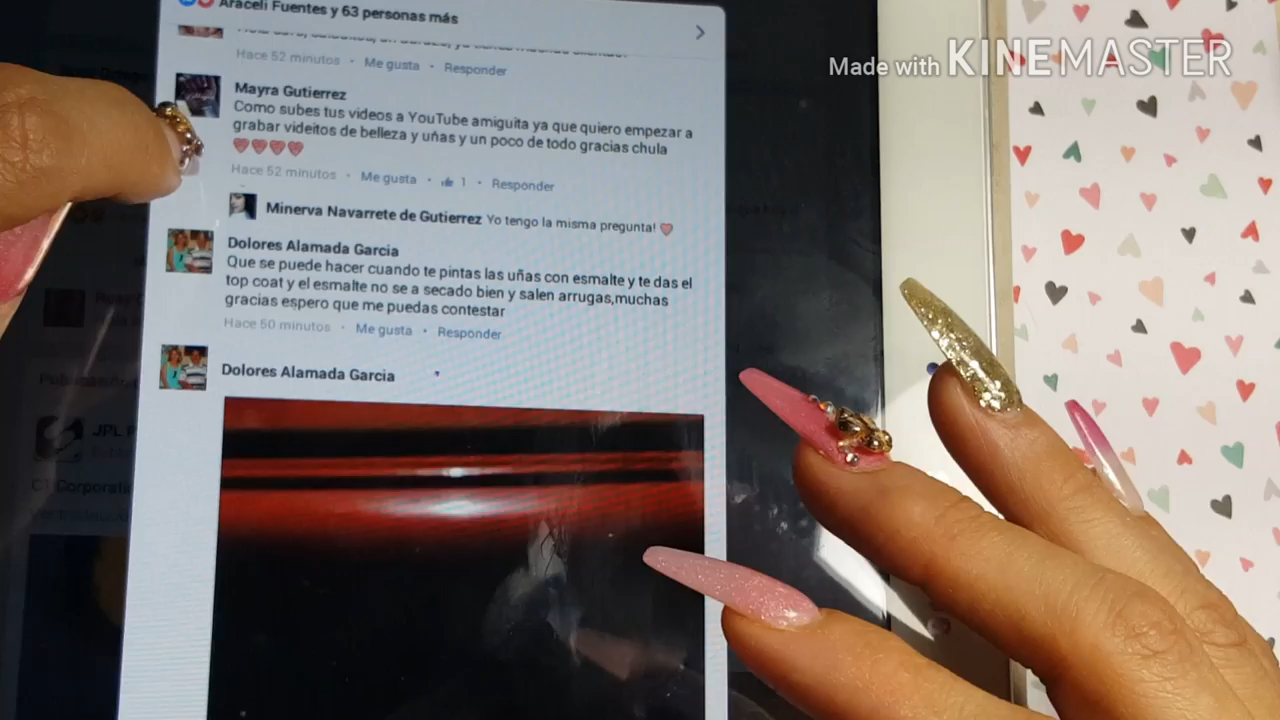 Araceli Fuentes y 63 personas más
Made with KINEMASTER
Hace 52 minutos · Me gusta · Responder
Mayra Gutierrez
Como subes tus videos a YouTube amiguita ya que quiero empezar a
grabar videitos de belleza y uñas y un poco de todo gracias chula
Hace 52 minutos · Me gusta · 1 · Responder
Minerva Navarrete de Gutierrez Yo tengo la misma pregunta!
Dolores Alamada Garcia
Que se puede hacer cuando te pintas las uñas con esmalte y te das el
top coat y el esmalte no se a secado bien y salen arrugas,muchas
gracias espero que me puedas contestar
Hace 50 minutos · Me gusta · Responder
Dolores Alamada Garcia
JPL